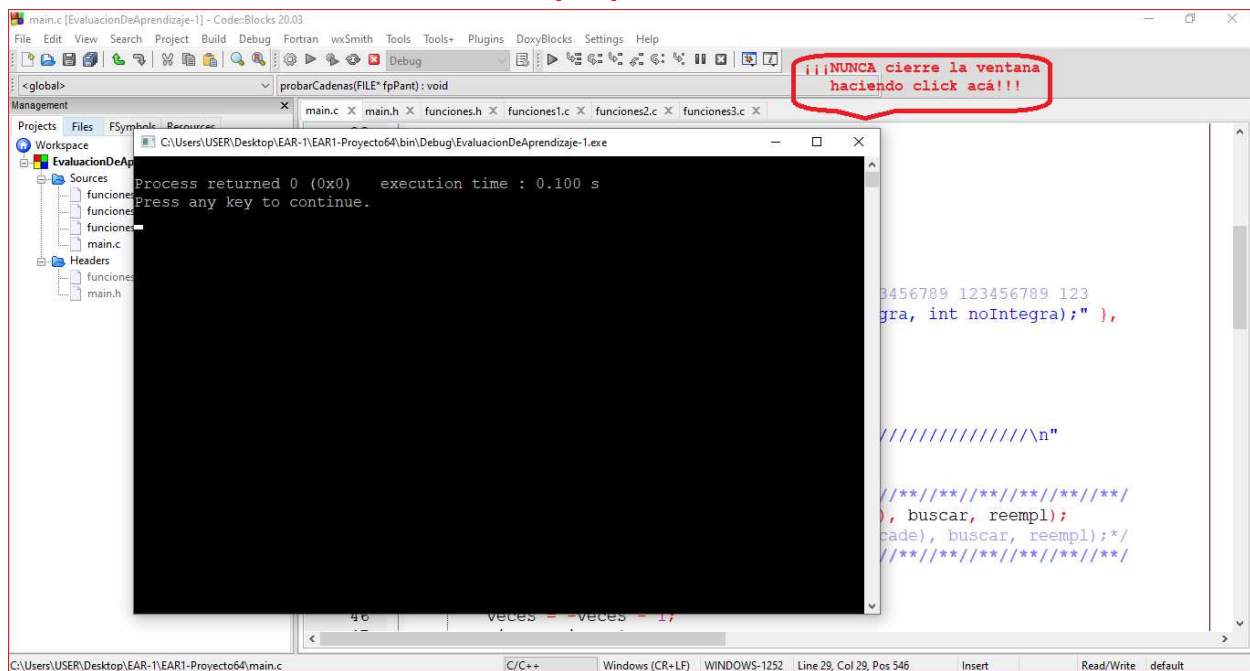 main.c [EvaluacionDeAprendizaje-1] - Code::Blocks 20.03
File Edit View Search Project Build Debug Fortran wxSmith Tools Tools+ Plugins DoxyBlocks Settings Help
Debug
¡¡¡NUNCA cierre la ventana
haciendo click acá!!!
<global>
probarCadenas(FILE* fpPant) : void
Management
main.c X main.h X funciones.h X funciones1.c X funciones2.c X funciones3.c X
Projects Files FSymbols Resources
C:\Users\USER\Desktop\EAR-1\EAR1-Proyecto64\bin\Debug\EvaluacionDeAprendizaje-1.exe
Workspace
EvaluacionDeAp
Sources
funciones
funciones
funciones
main.c
Headers
funciones
main.h
Process returned 0 (0x0) execution time : 0.100 s
Press any key to continue.
3456789 123456789 123
gra, int noIntegra);" },
///////////////\n"
//**//**//**//**//**//**/
), buscar, reempl);
cade), buscar, reempl);*/
//**//**//**//**//**//**/
46 veces = -veces - 1;
C:\Users\USER\Desktop\EAR-1\EAR1-Proyecto64\main.c
C/C++ Windows (CR+LF) WINDOWS-1252 Line 29, Col 29, Pos 546 Insert Read/Write default